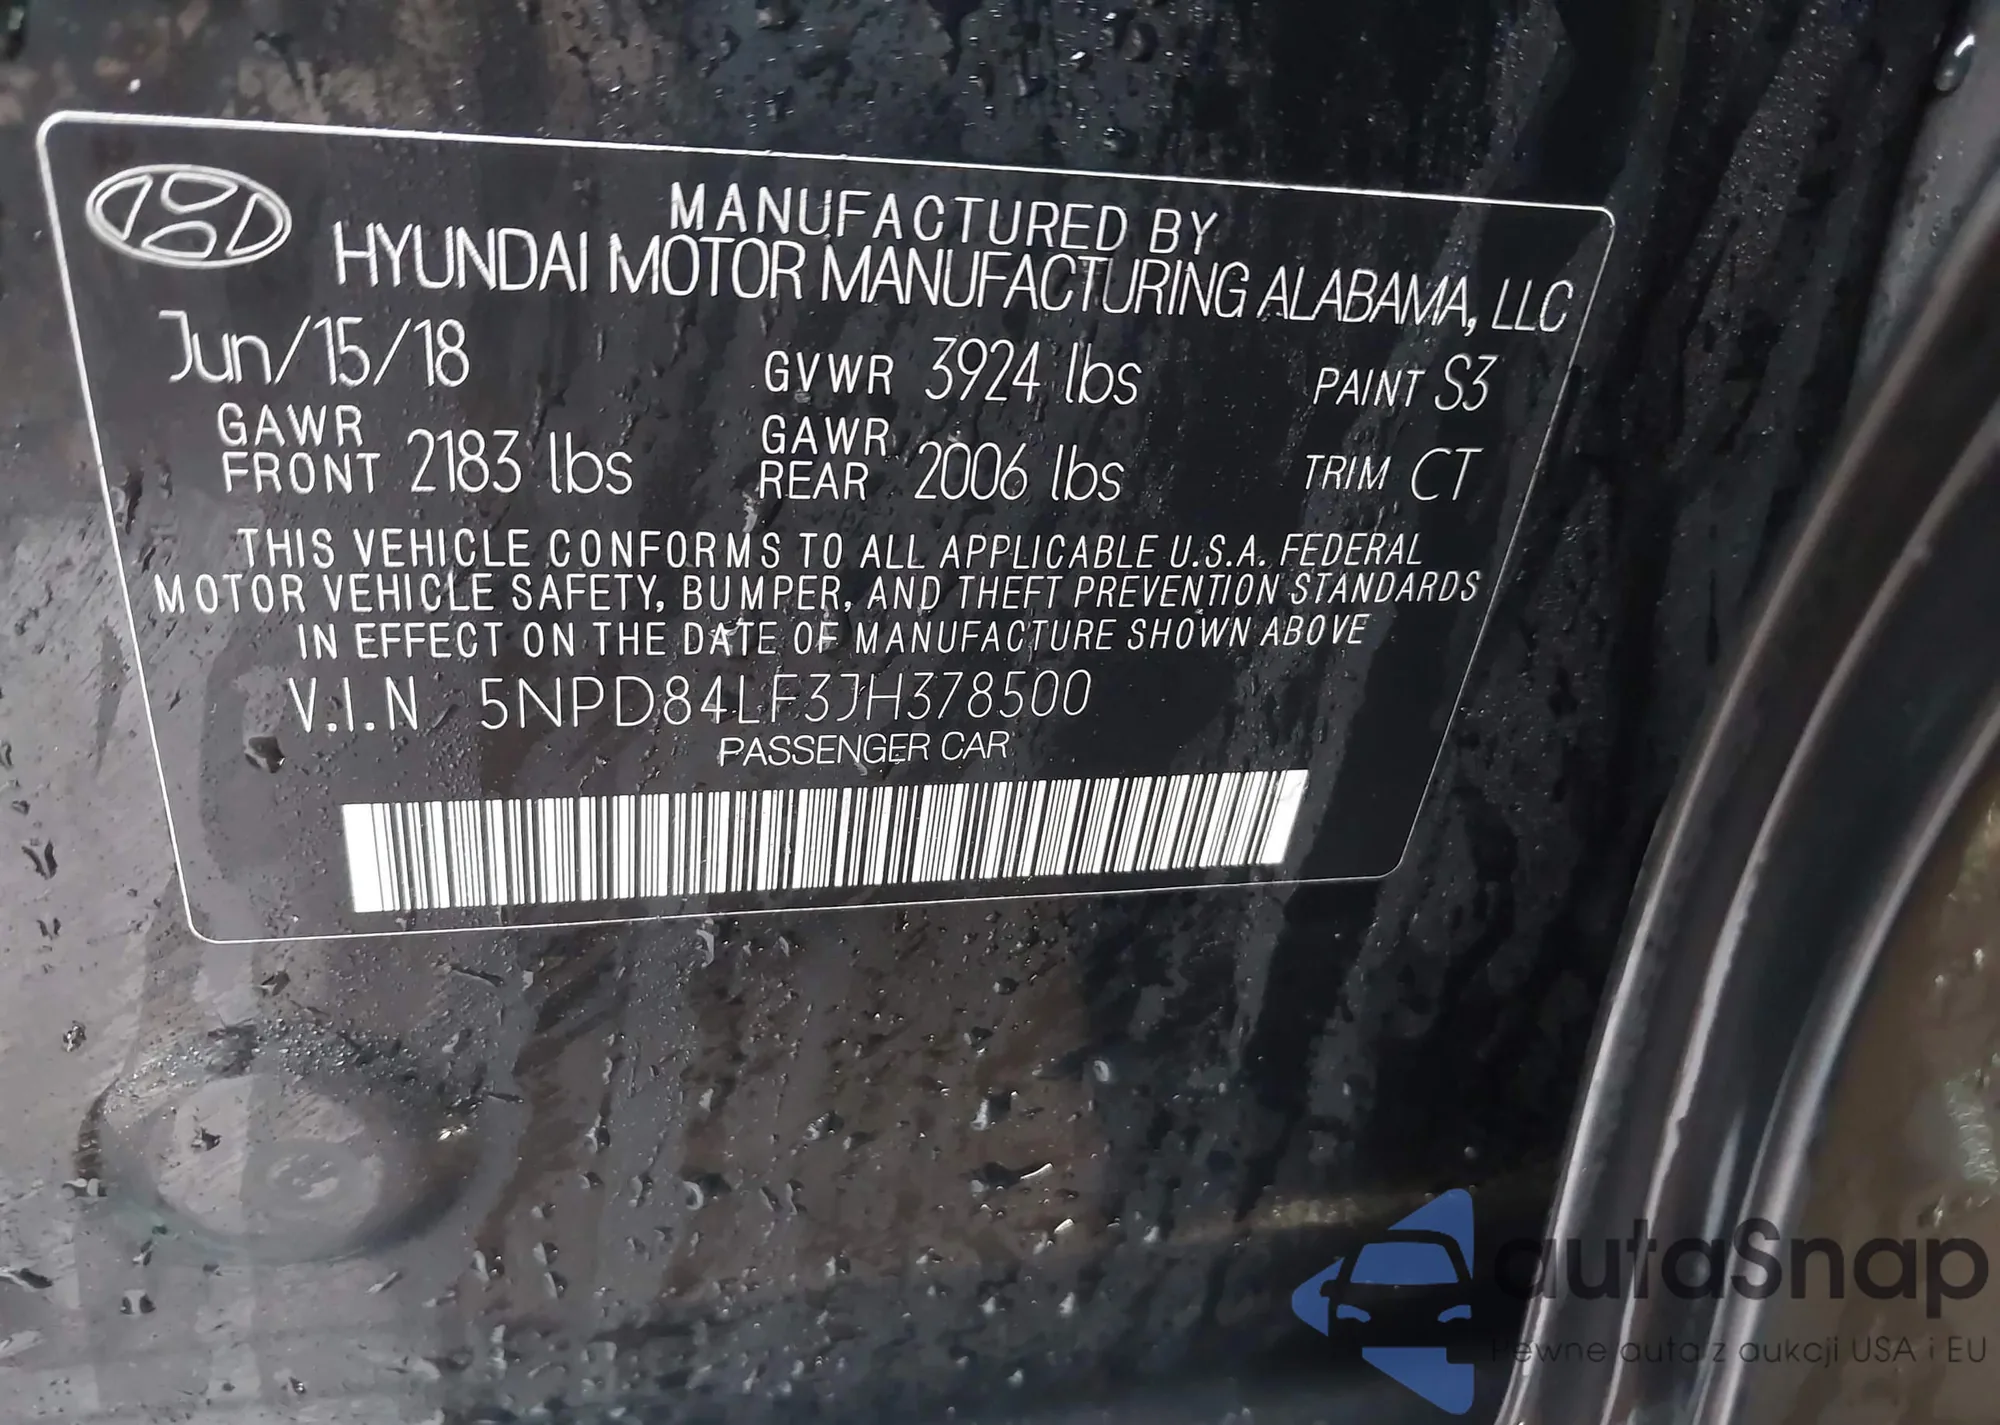 MANUFACTURED BY
HYUNDAI MOTOR MANUFACTURING ALABAMA, LLC
Jun/15/18 GVWR 3924 lbs PAINT S3
GAWR FRONT 2183 lbs GAWR REAR 2006 lbs TRIM CT
THIS VEHICLE CONFORMS TO ALL APPLICABLE U.S.A. FEDERAL
MOTOR VEHICLE SAFETY, BUMPER, AND THEFT PREVENTION STANDARDS
IN EFFECT ON THE DATE OF MANUFACTURE SHOWN ABOVE
V.I.N 5NPD84LF3JH378500
PASSENGER CAR
autaSnap
Pewne auta z aukcji USA i EU